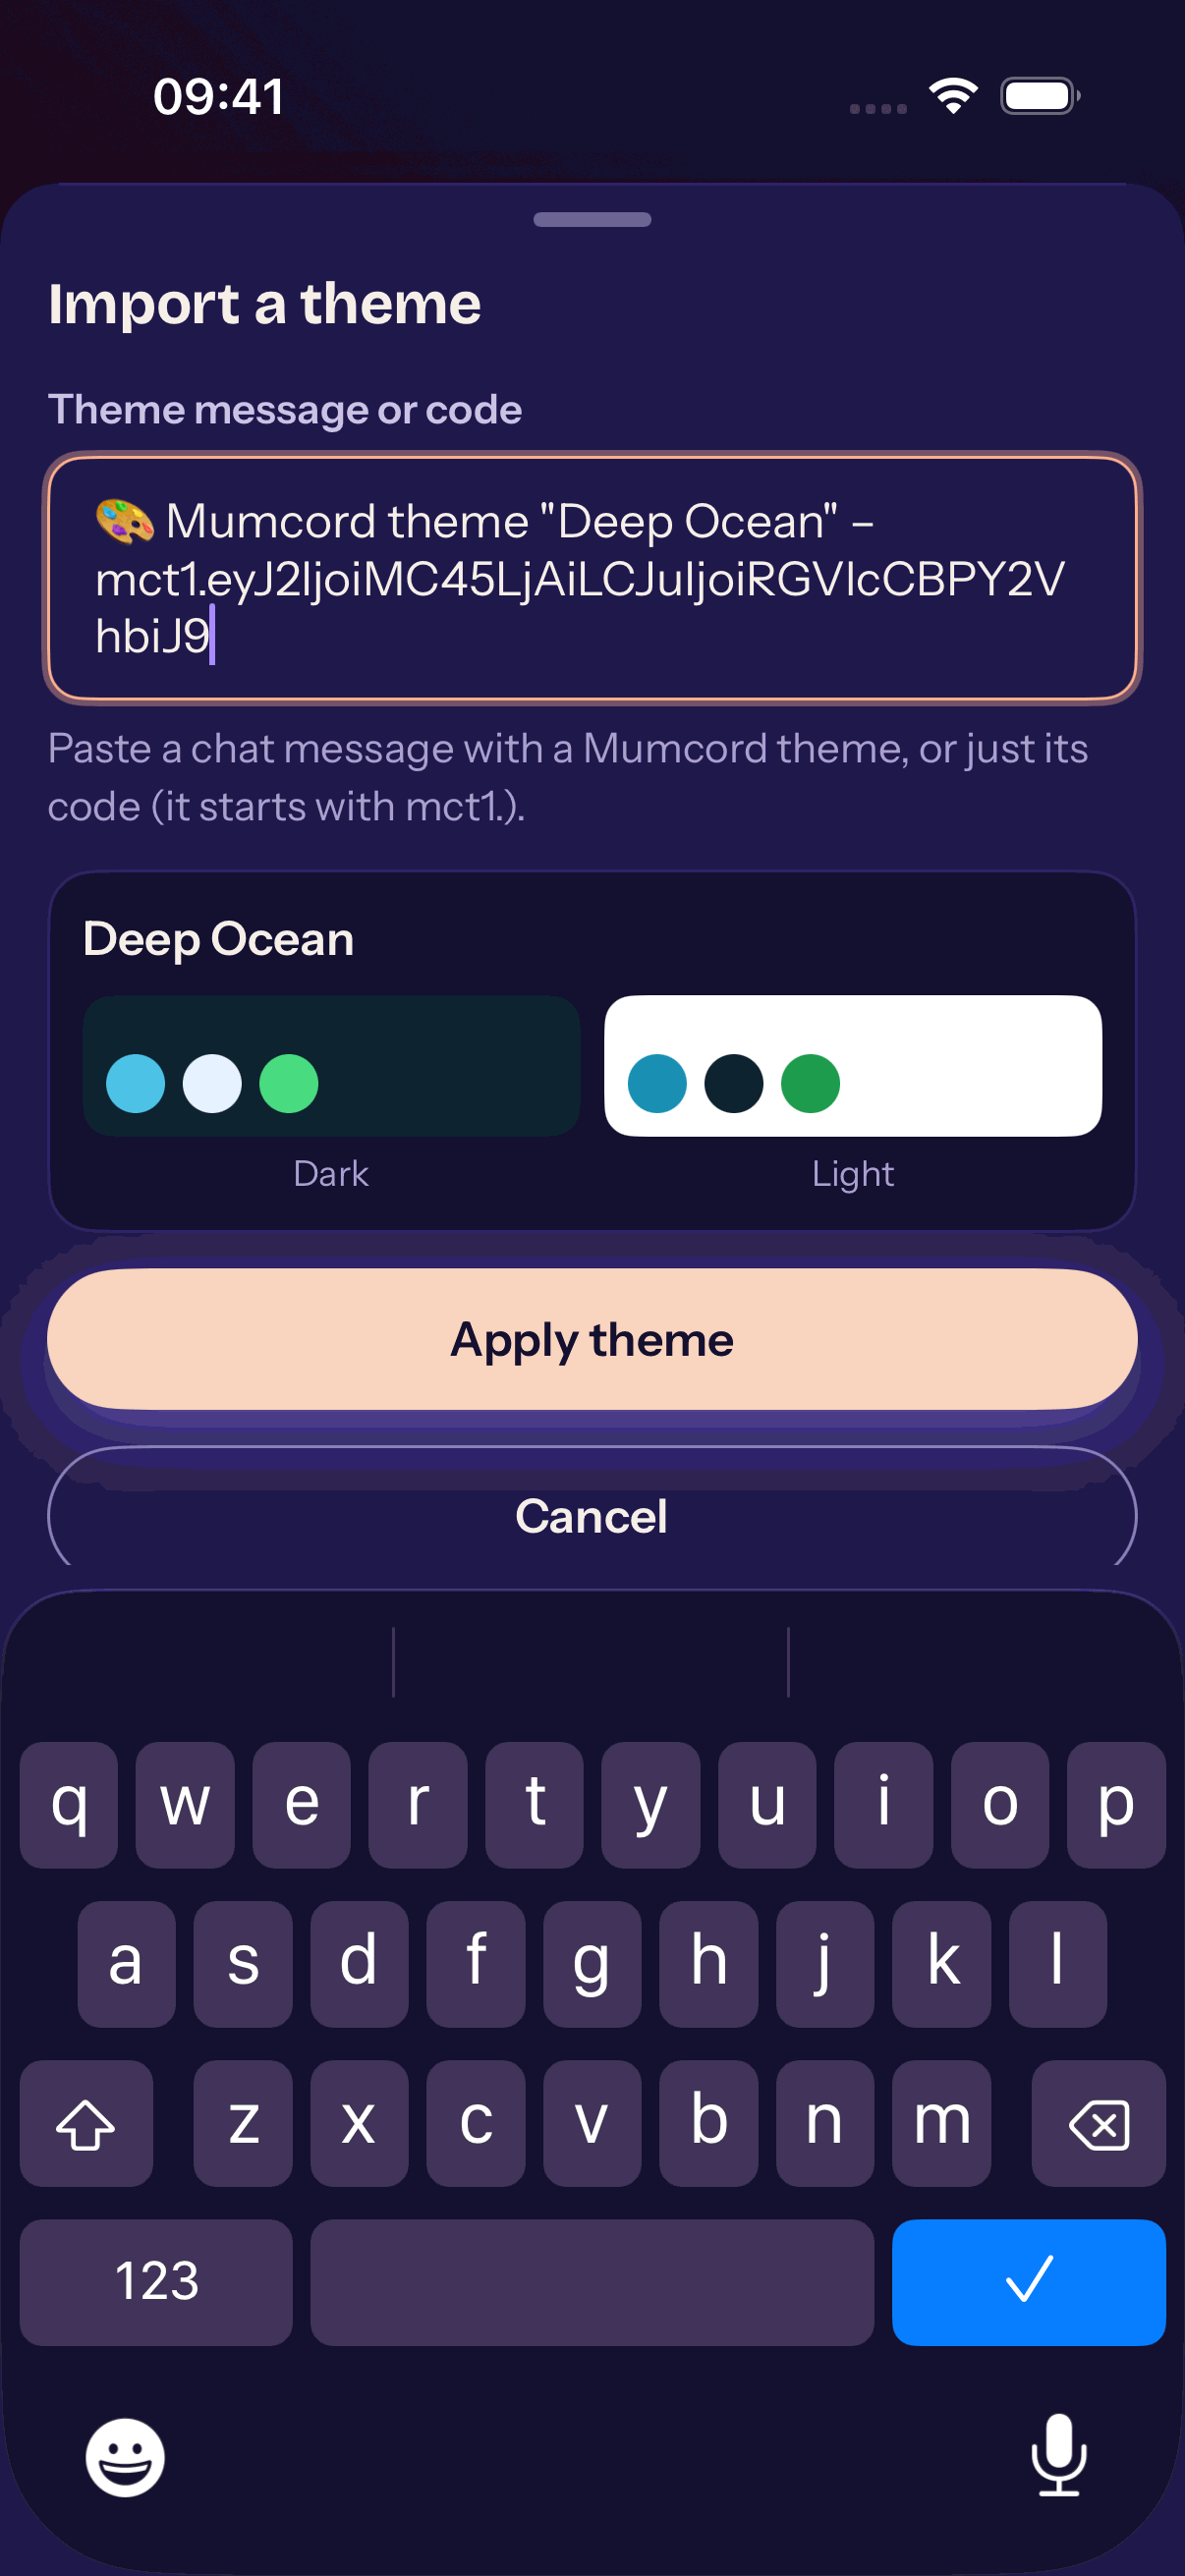 09:41
Import a theme
Theme message or code
🎨 Mumcord theme "Deep Ocean" –
mct1.eyJ2IjoiMC45LjAiLCJuIjoiRGVlcCBPY2V
hbiJ9
Paste a chat message with a Mumcord theme, or just its
code (it starts with mct1.).
Deep Ocean
Dark
Light
Apply theme
Cancel
q w e r t y u i o p
a s d f g h j k l
z x c v b n m
123